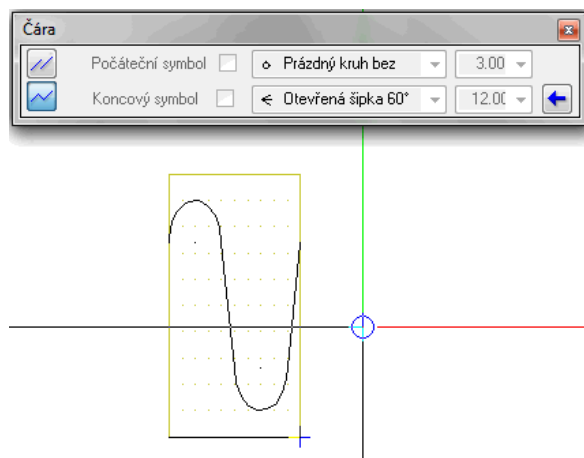 Čára
Počáteční symbol Prázdný kruh bez 3.00
Koncový symbol Otevřená šipka 60° 12.00